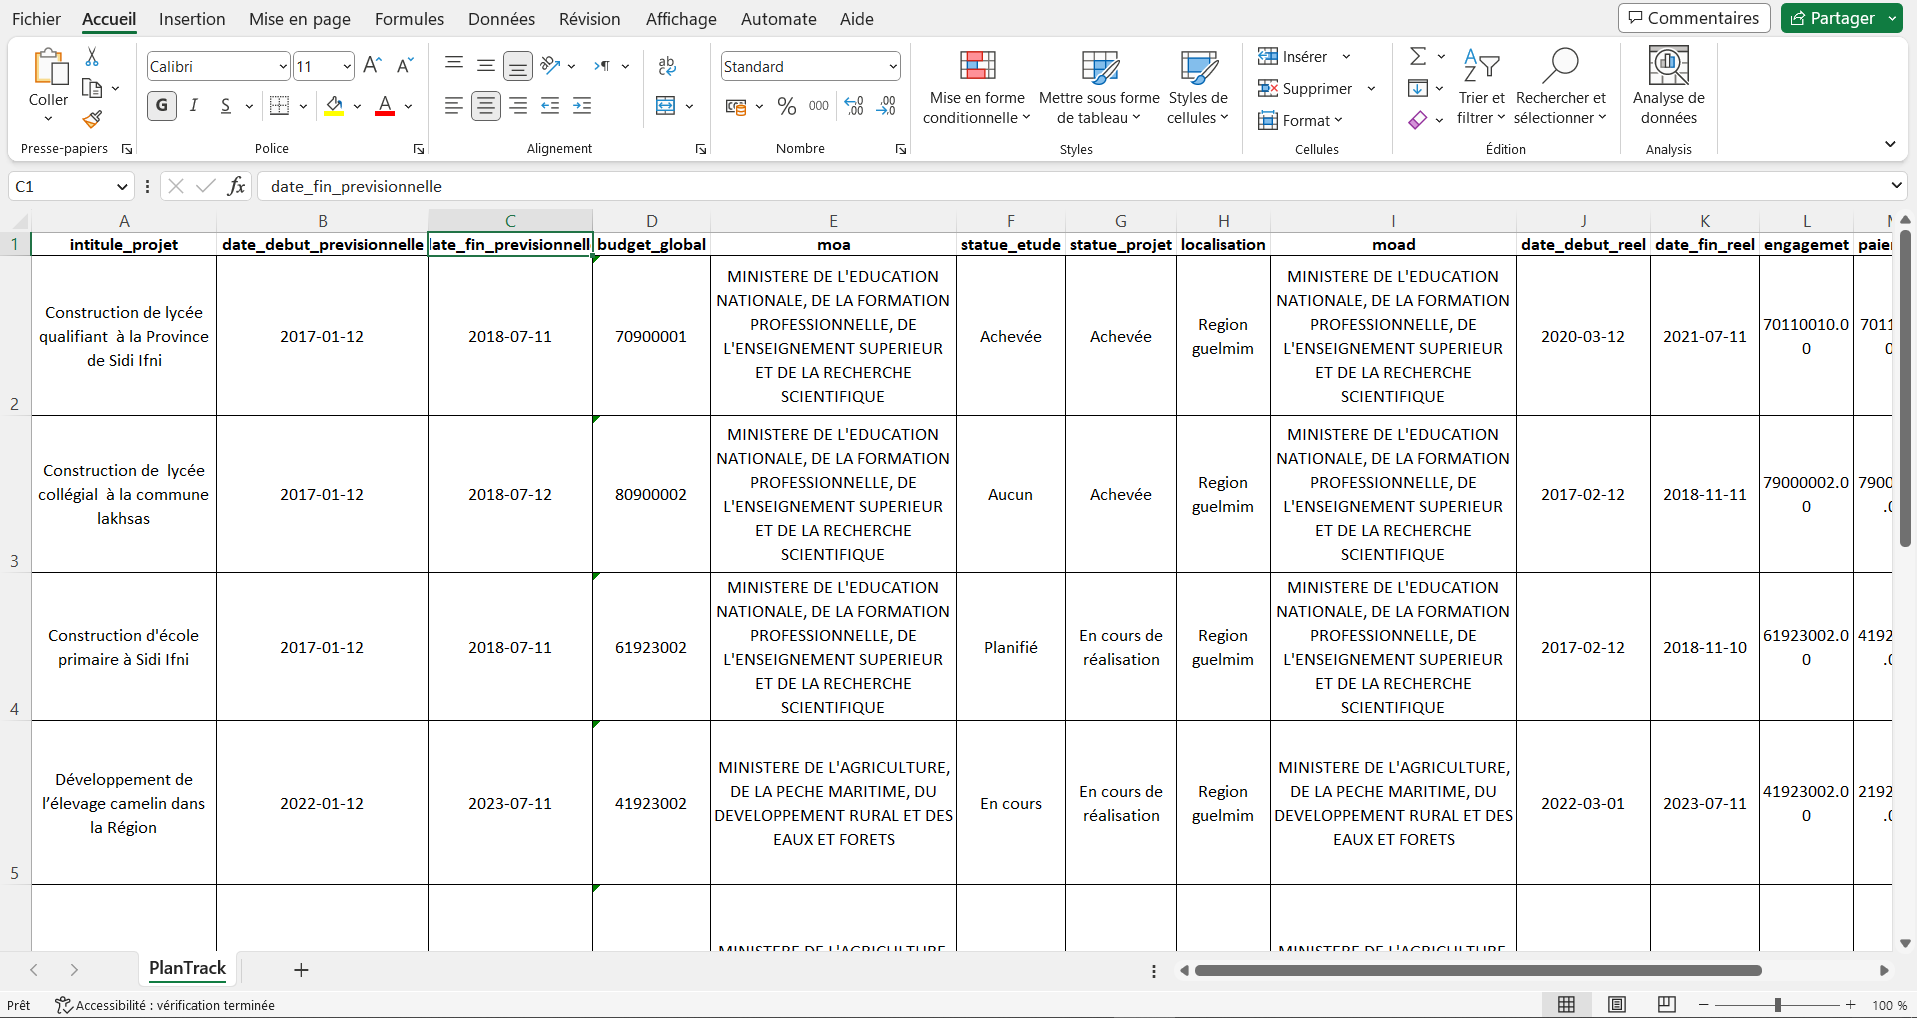 Fichier Accueil Insertion Mise en page Formules Données Révision Affichage Automate Aide Commentaires Partager
Coller
Presse-papiers
Calibri 11
G I S
Police
ab
Alignement
Standard
% 000
Nombre
Mise en forme conditionnelle
Mettre sous forme de tableau
Styles de cellules
Styles
Insérer
Supprimer
Format
Cellules
Trier et filtrer
Rechercher et sélectionner
Édition
Analyse de données
Analysis
C1 fx date_fin_previsionnelle
A B C D E F G H I J K L
1 intitule_projet date_debut_previsionnelle date_fin_previsionnell budget_global moa statue_etude statue_projet localisation moad date_debut_reel date_fin_reel engagemet paier
2
Construction de lycée
qualifiant à la Province
de Sidi Ifni
2017-01-12
2018-07-11
70900001
MINISTERE DE L'EDUCATION
NATIONALE, DE LA FORMATION
PROFESSIONNELLE, DE
L'ENSEIGNEMENT SUPERIEUR
ET DE LA RECHERCHE
SCIENTIFIQUE
Achevée
Achevée
Region
guelmim
MINISTERE DE L'EDUCATION
NATIONALE, DE LA FORMATION
PROFESSIONNELLE, DE
L'ENSEIGNEMENT SUPERIEUR
ET DE LA RECHERCHE
SCIENTIFIQUE
2020-03-12
2021-07-11
70110010.0
0
7011
3
Construction de lycée
collégial à la commune
lakhsas
2017-01-12
2018-07-12
80900002
MINISTERE DE L'EDUCATION
NATIONALE, DE LA FORMATION
PROFESSIONNELLE, DE
L'ENSEIGNEMENT SUPERIEUR
ET DE LA RECHERCHE
SCIENTIFIQUE
Aucun
Achevée
Region
guelmim
MINISTERE DE L'EDUCATION
NATIONALE, DE LA FORMATION
PROFESSIONNELLE, DE
L'ENSEIGNEMENT SUPERIEUR
ET DE LA RECHERCHE
SCIENTIFIQUE
2017-02-12
2018-11-11
79000002.0
0
7900
4
Construction d'école
primaire à Sidi Ifni
2017-01-12
2018-07-11
61923002
MINISTERE DE L'EDUCATION
NATIONALE, DE LA FORMATION
PROFESSIONNELLE, DE
L'ENSEIGNEMENT SUPERIEUR
ET DE LA RECHERCHE
SCIENTIFIQUE
Planifié
En cours de
réalisation
Region
guelmim
MINISTERE DE L'EDUCATION
NATIONALE, DE LA FORMATION
PROFESSIONNELLE, DE
L'ENSEIGNEMENT SUPERIEUR
ET DE LA RECHERCHE
SCIENTIFIQUE
2017-02-12
2018-11-10
61923002.0
0
4192
5
Développement de
l’élevage camelin dans
la Région
2022-01-12
2023-07-11
41923002
MINISTERE DE L'AGRICULTURE,
DE LA PECHE MARITIME, DU
DEVELOPPEMENT RURAL ET DES
EAUX ET FORETS
En cours
En cours de
réalisation
Region
guelmim
MINISTERE DE L'AGRICULTURE,
DE LA PECHE MARITIME, DU
DEVELOPPEMENT RURAL ET DES
EAUX ET FORETS
2022-03-01
2023-07-11
41923002.0
0
2192
MINISTERE DE L'AGRICULTURE
MINISTERE DE L'AGRICULTURE
PlanTrack
Prêt Accessibilité : vérification terminée 100 %